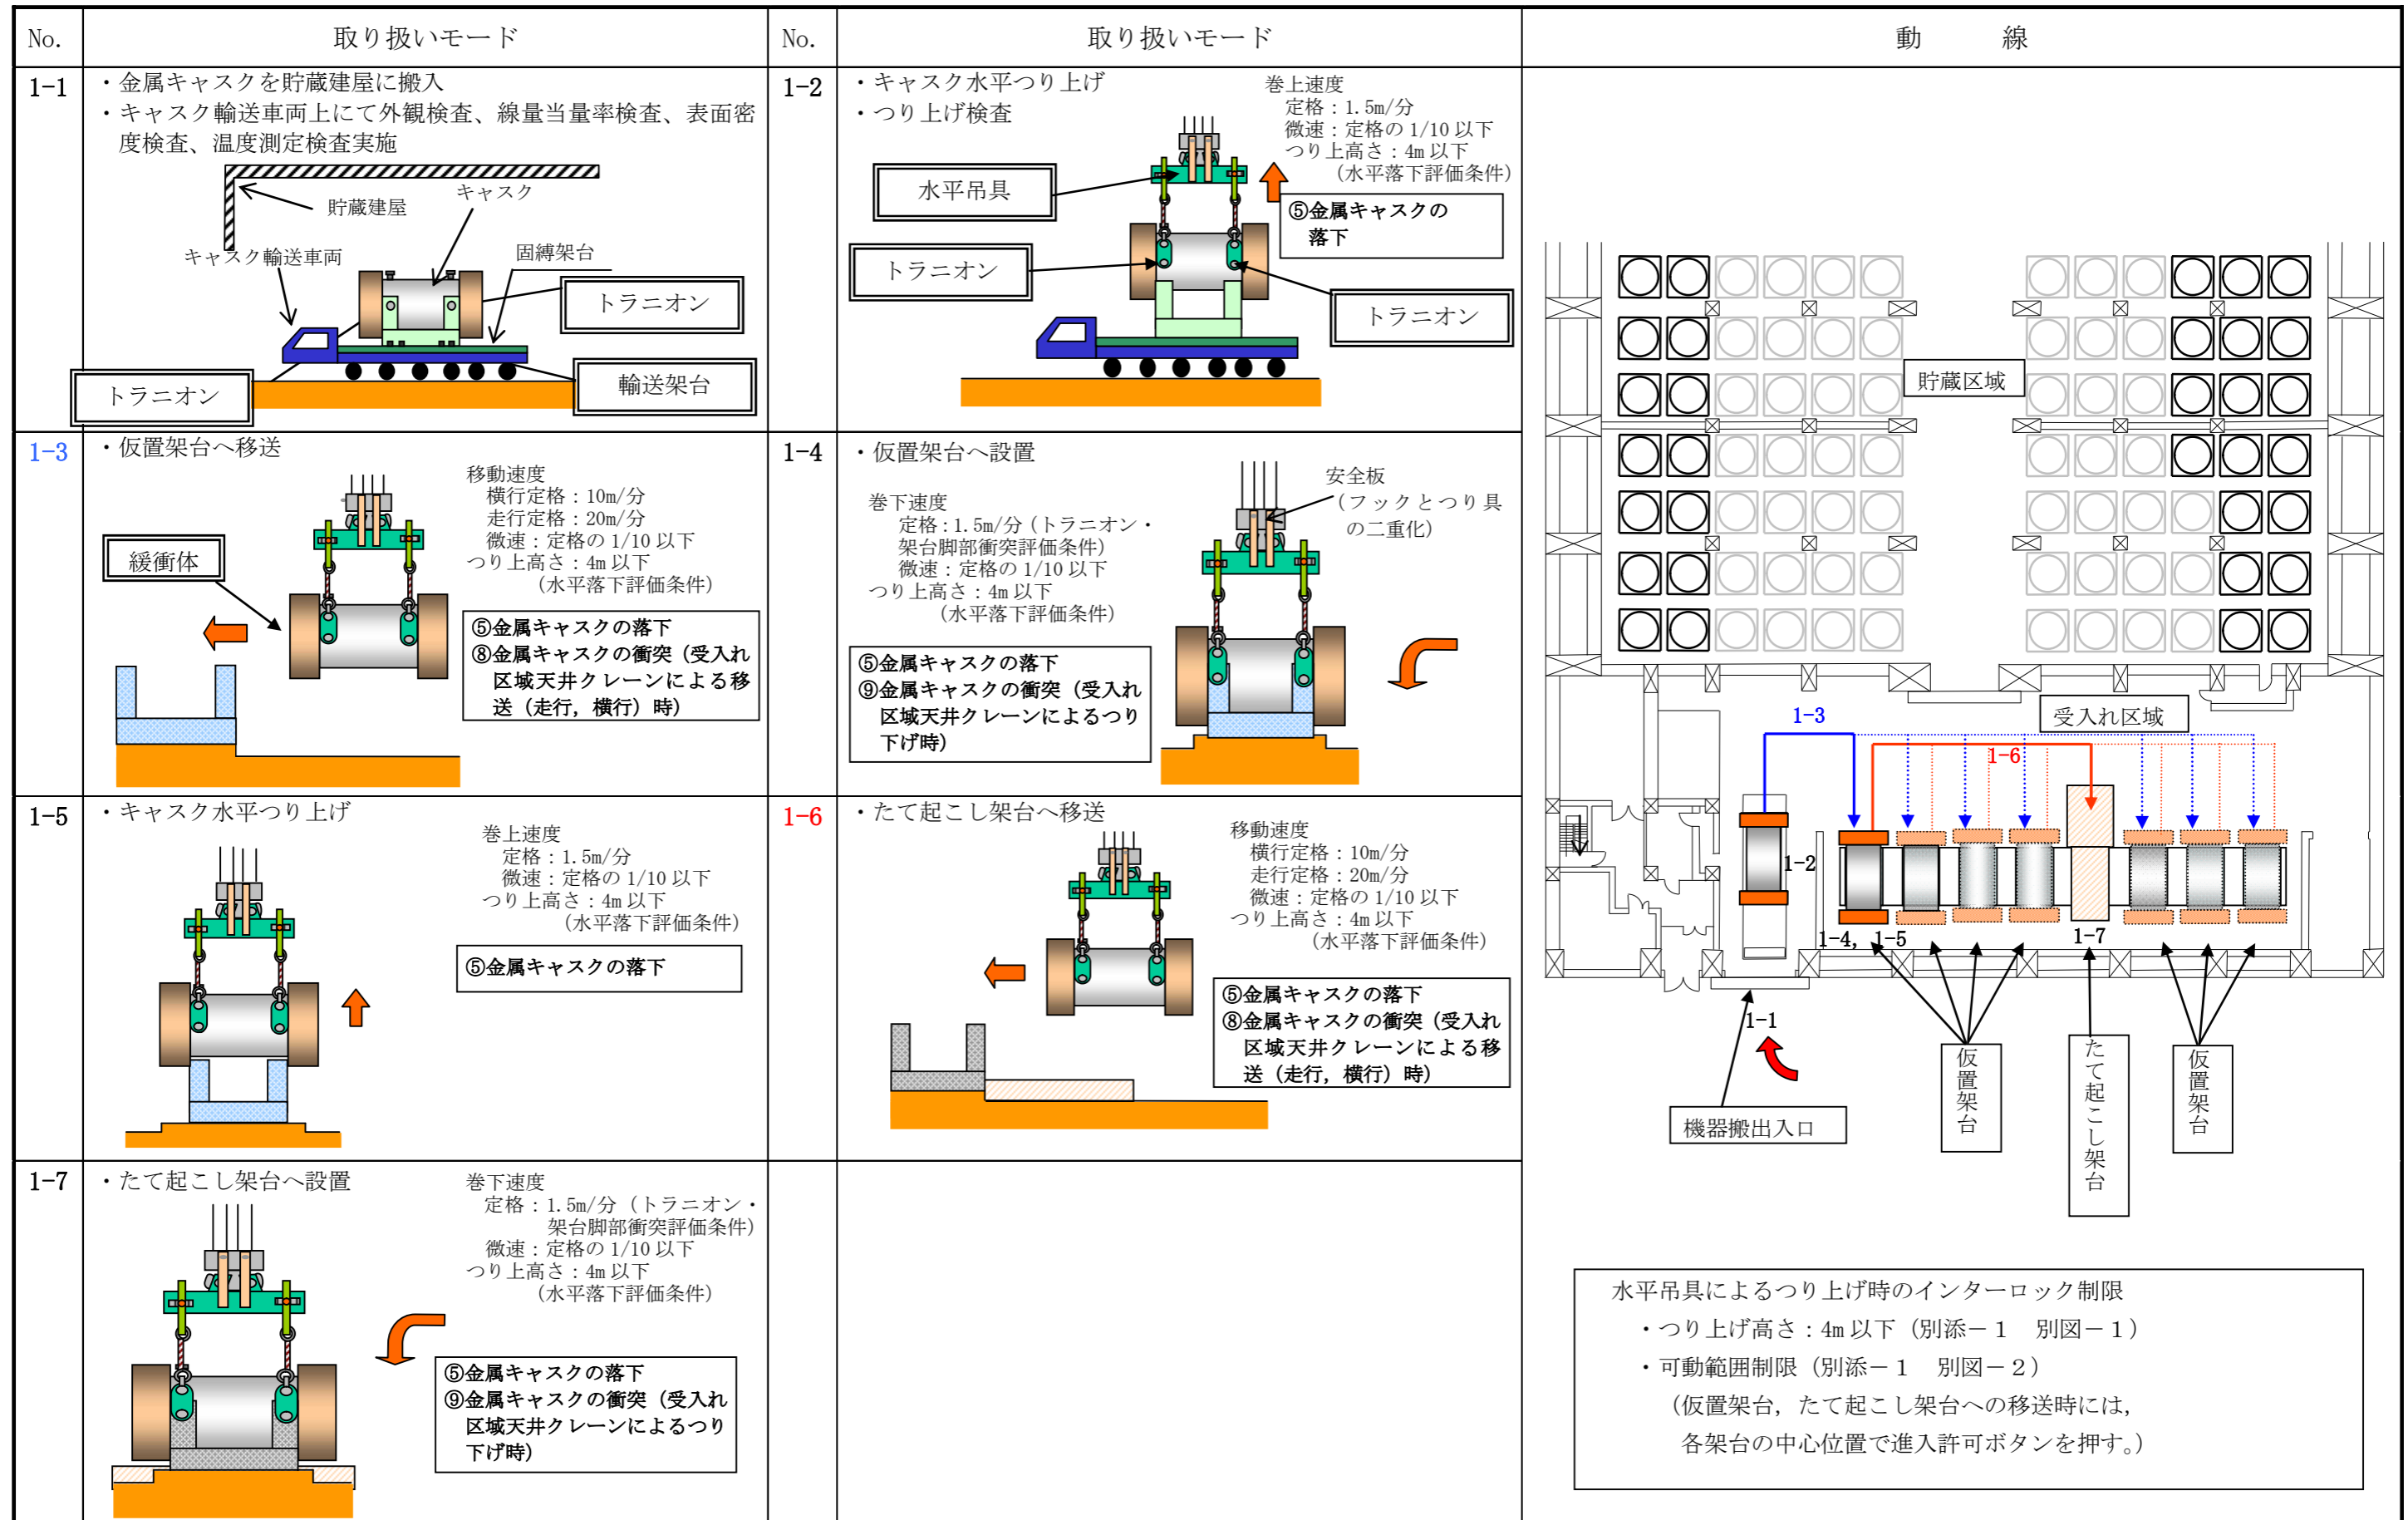 No.
取り扱いモード
No.
取り扱いモード
動　　線
1-1
・金属キャスクを貯蔵建屋に搬入
・キャスク輸送車両上にて外観検査、線量当量率検査、表面密
度検査、温度測定検査実施
貯蔵建屋
キャスク
キャスク輸送車両
固縛架台
トラニオン
トラニオン
輸送架台
1-2
・キャスク水平つり上げ
・つり上げ検査
巻上速度
定格：1.5m/分
微速：定格の 1/10 以下
つり上高さ：4m 以下
（水平落下評価条件）
水平吊具
⑤金属キャスクの
落下
トラニオン
トラニオン
1-3
・仮置架台へ移送
移動速度
横行定格：10m/分
走行定格：20m/分
微速：定格の 1/10 以下
つり上高さ：4m 以下
（水平落下評価条件）
緩衝体
⑤金属キャスクの落下
⑧金属キャスクの衝突（受入れ
区域天井クレーンによる移
送（走行，横行）時）
1-4
・仮置架台へ設置
巻下速度
定格：1.5m/分（トラニオン・
架台脚部衝突評価条件）
微速：定格の 1/10 以下
つり上高さ：4m 以下
（水平落下評価条件）
安全板
（フックとつり具
の二重化）
⑤金属キャスクの落下
⑨金属キャスクの衝突（受入れ
区域天井クレーンによるつり
下げ時）
1-5
・キャスク水平つり上げ
巻上速度
定格：1.5m/分
微速：定格の 1/10 以下
つり上高さ：4m 以下
（水平落下評価条件）
⑤金属キャスクの落下
1-6
・たて起こし架台へ移送
移動速度
横行定格：10m/分
走行定格：20m/分
微速：定格の 1/10 以下
つり上高さ：4m 以下
（水平落下評価条件）
⑤金属キャスクの落下
⑧金属キャスクの衝突（受入れ
区域天井クレーンによる移
送（走行，横行）時）
1-7
・たて起こし架台へ設置
巻下速度
定格：1.5m/分（トラニオン・
架台脚部衝突評価条件）
微速：定格の 1/10 以下
つり上高さ：4m 以下
（水平落下評価条件）
⑤金属キャスクの落下
⑨金属キャスクの衝突（受入れ
区域天井クレーンによるつり
下げ時）
貯蔵区域
受入れ区域
1-3
1-6
1-2
1-4, 1-5
1-7
1-1
機器搬出入口
仮置架台
たて起こし架台
仮置架台
水平吊具によるつり上げ時のインターロック制限
・つり上げ高さ：4m 以下（別添－１　別図－１）
・可動範囲制限（別添－１　別図－２）
（仮置架台，たて起こし架台への移送時には，
各架台の中心位置で進入許可ボタンを押す。）